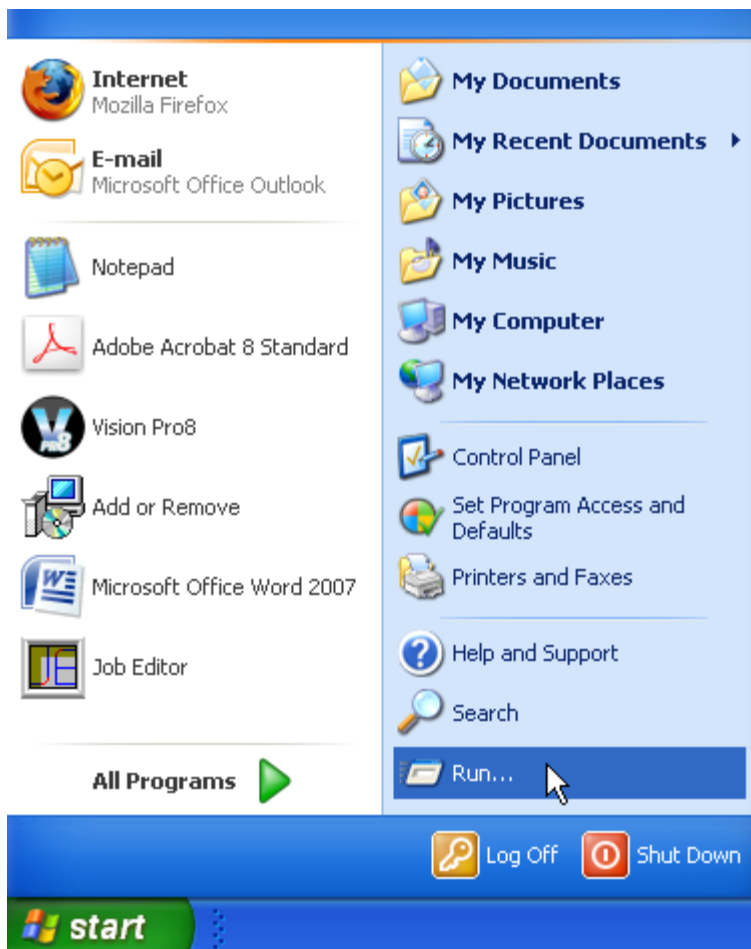 Internet
Mozilla Firefox
E-mail
Microsoft Office Outlook
Notepad
Adobe Acrobat 8 Standard
Vision Pro8
Add or Remove
Microsoft Office Word 2007
Job Editor
All Programs
My Documents
My Recent Documents
My Pictures
My Music
My Computer
My Network Places
Control Panel
Set Program Access and
Defaults
Printers and Faxes
Help and Support
Search
Run...
Log Off
Shut Down
start